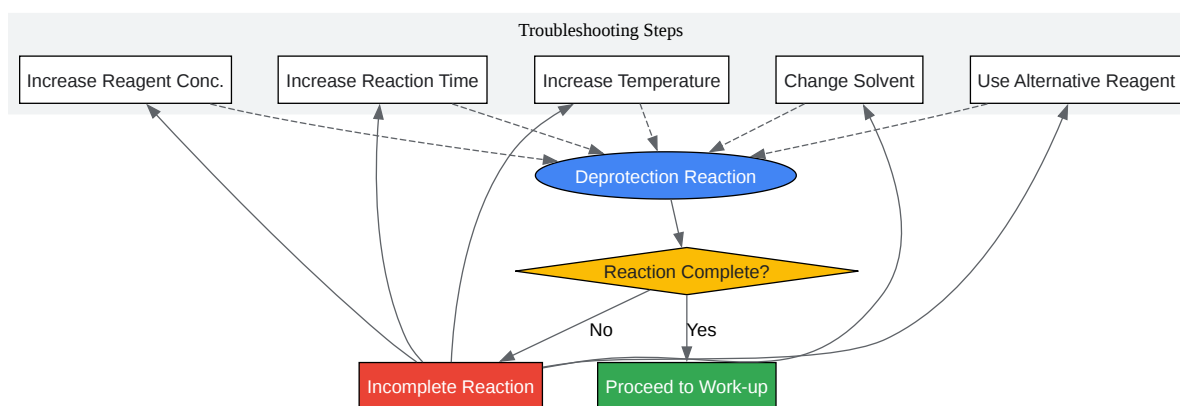 Troubleshooting Steps
Increase Reagent Conc.
Increase Reaction Time
Increase Temperature
Change Solvent
Use Alternative Reagent
Deprotection Reaction
Reaction Complete?
No
Yes
Incomplete Reaction
Proceed to Work-up